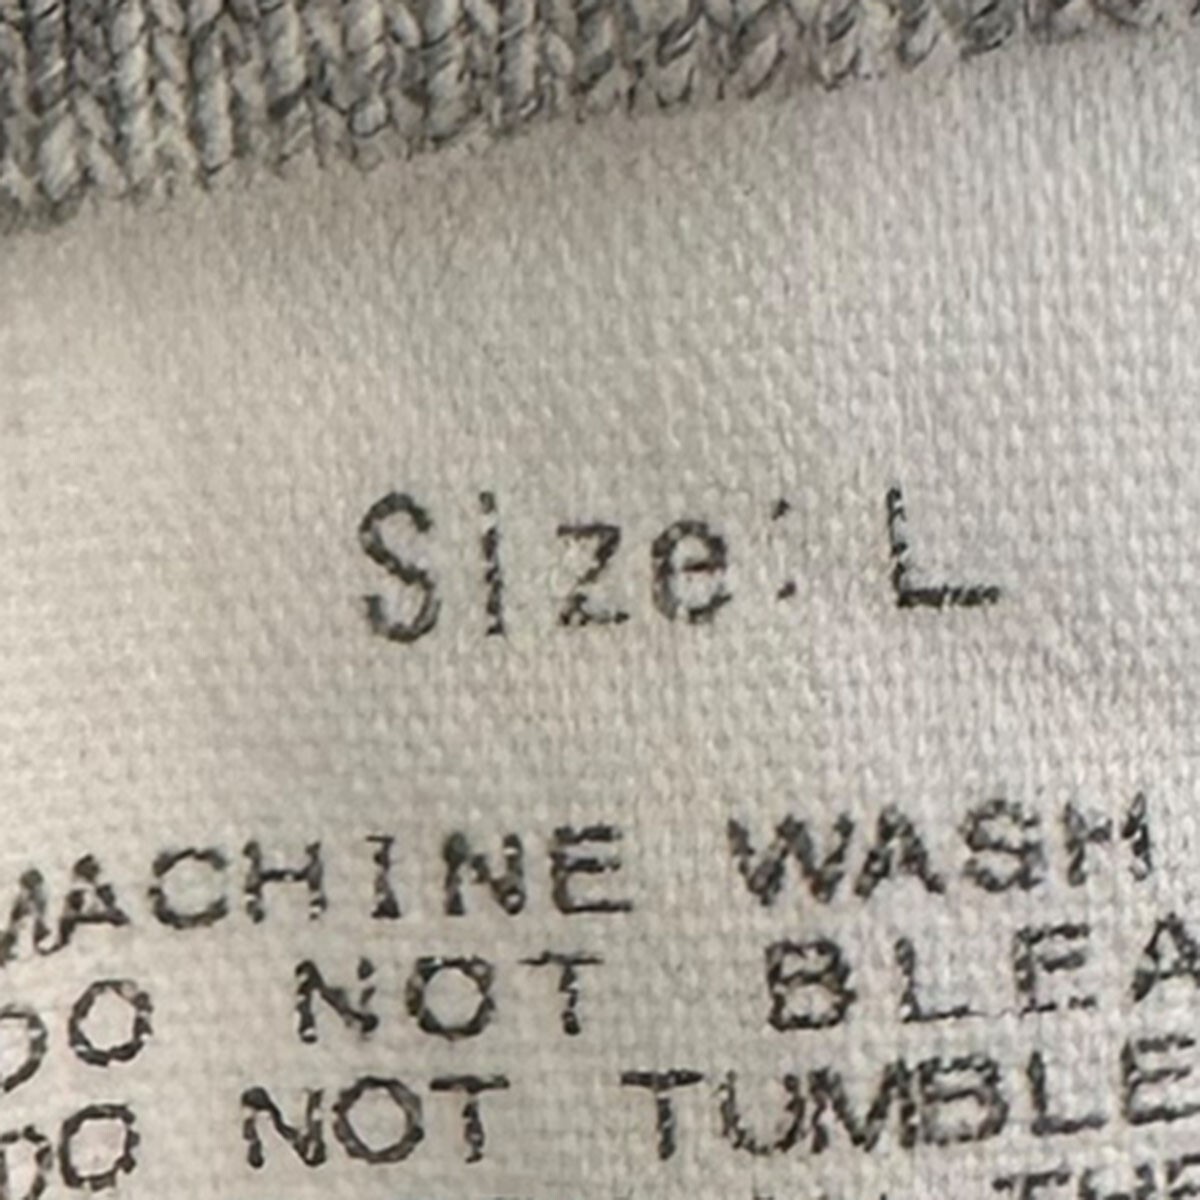 Size: L
MACHINE WASH
DO NOT BLEA
DO NOT TUMBLE